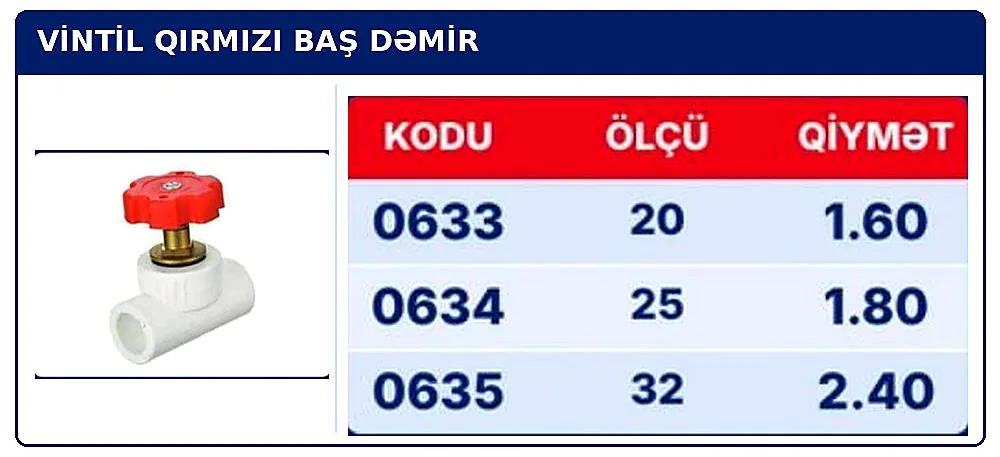 VİNTİL QIRMIZI BAŞ DƏMİR
KODU ÖLÇÜ QİYMƏT
0633 20 1.60
0634 25 1.80
0635 32 2.40